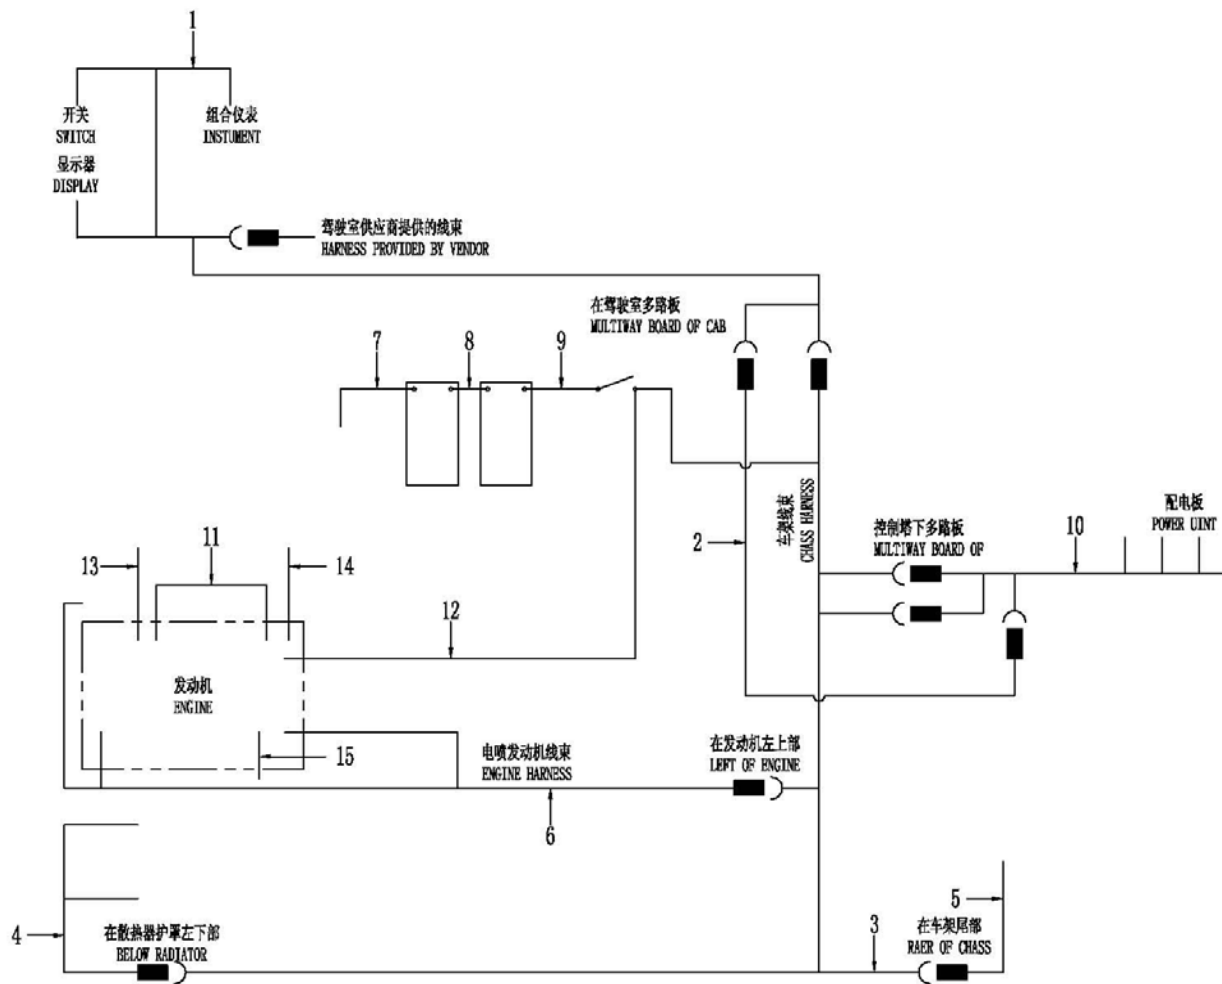 1
开关
SWITCH
显示器
DISPLAY
组合仪表
INSTUMENT
驾驶室供应商提供的线束
HARNESS PROVIDED BY VENDOR
在驾驶室多路板
MULTIWAY BOARD OF CAB
7
8
9
车架线束
CHASS HARNESS
2
控制塔下多路板
MULTIWAY BOARD OF
10
配电板
POWER UINT
13
11
14
12
发动机
ENGINE
15
电喷发动机线束
ENGINE HARNESS
6
在发动机左上部
LEFT OF ENGINE
4
在散热器护罩左下部
BELOW RADIATOR
3
5
在车架尾部
RAER OF CHASS